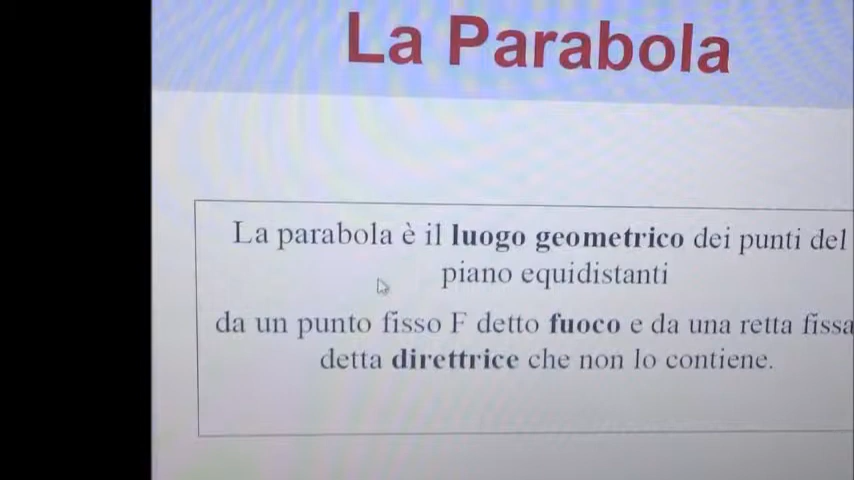 La Parabola
La parabola è il luogo geometrico dei punti del
piano equidistanti
da un punto fisso F detto fuoco e da una retta fissa
detta direttrice che non lo contiene.